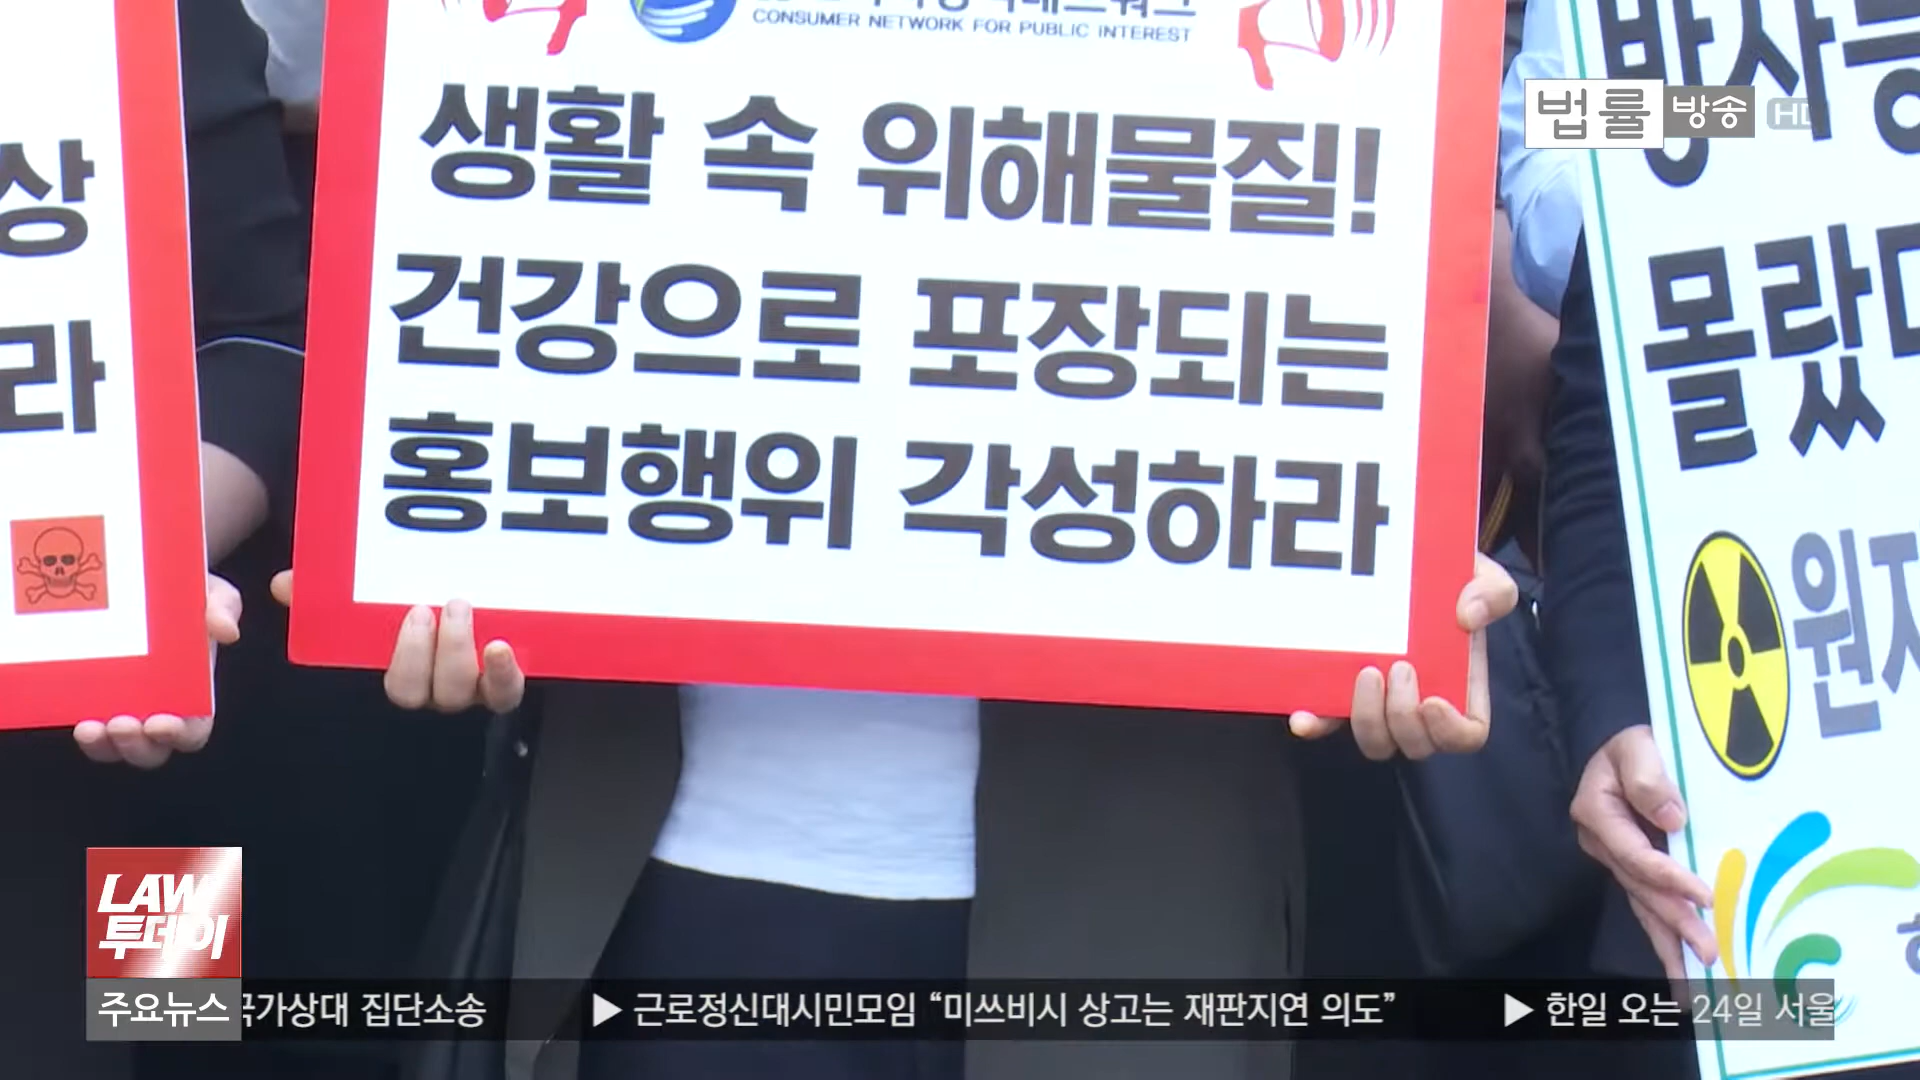 CONSUMER NETWORK FOR PUBLIC INTEREST
생활 속 위해물질!
건강으로 포장되는
홍보행위 각성하라
상
라
몰랐
법률방송 HD
LAW
투데이
주요뉴스
국가상대 집단소송 ▶ 근로정신대시민모임 “미쓰비시 상고는 재판지연 의도” ▶ 한일 오는 24일 서울